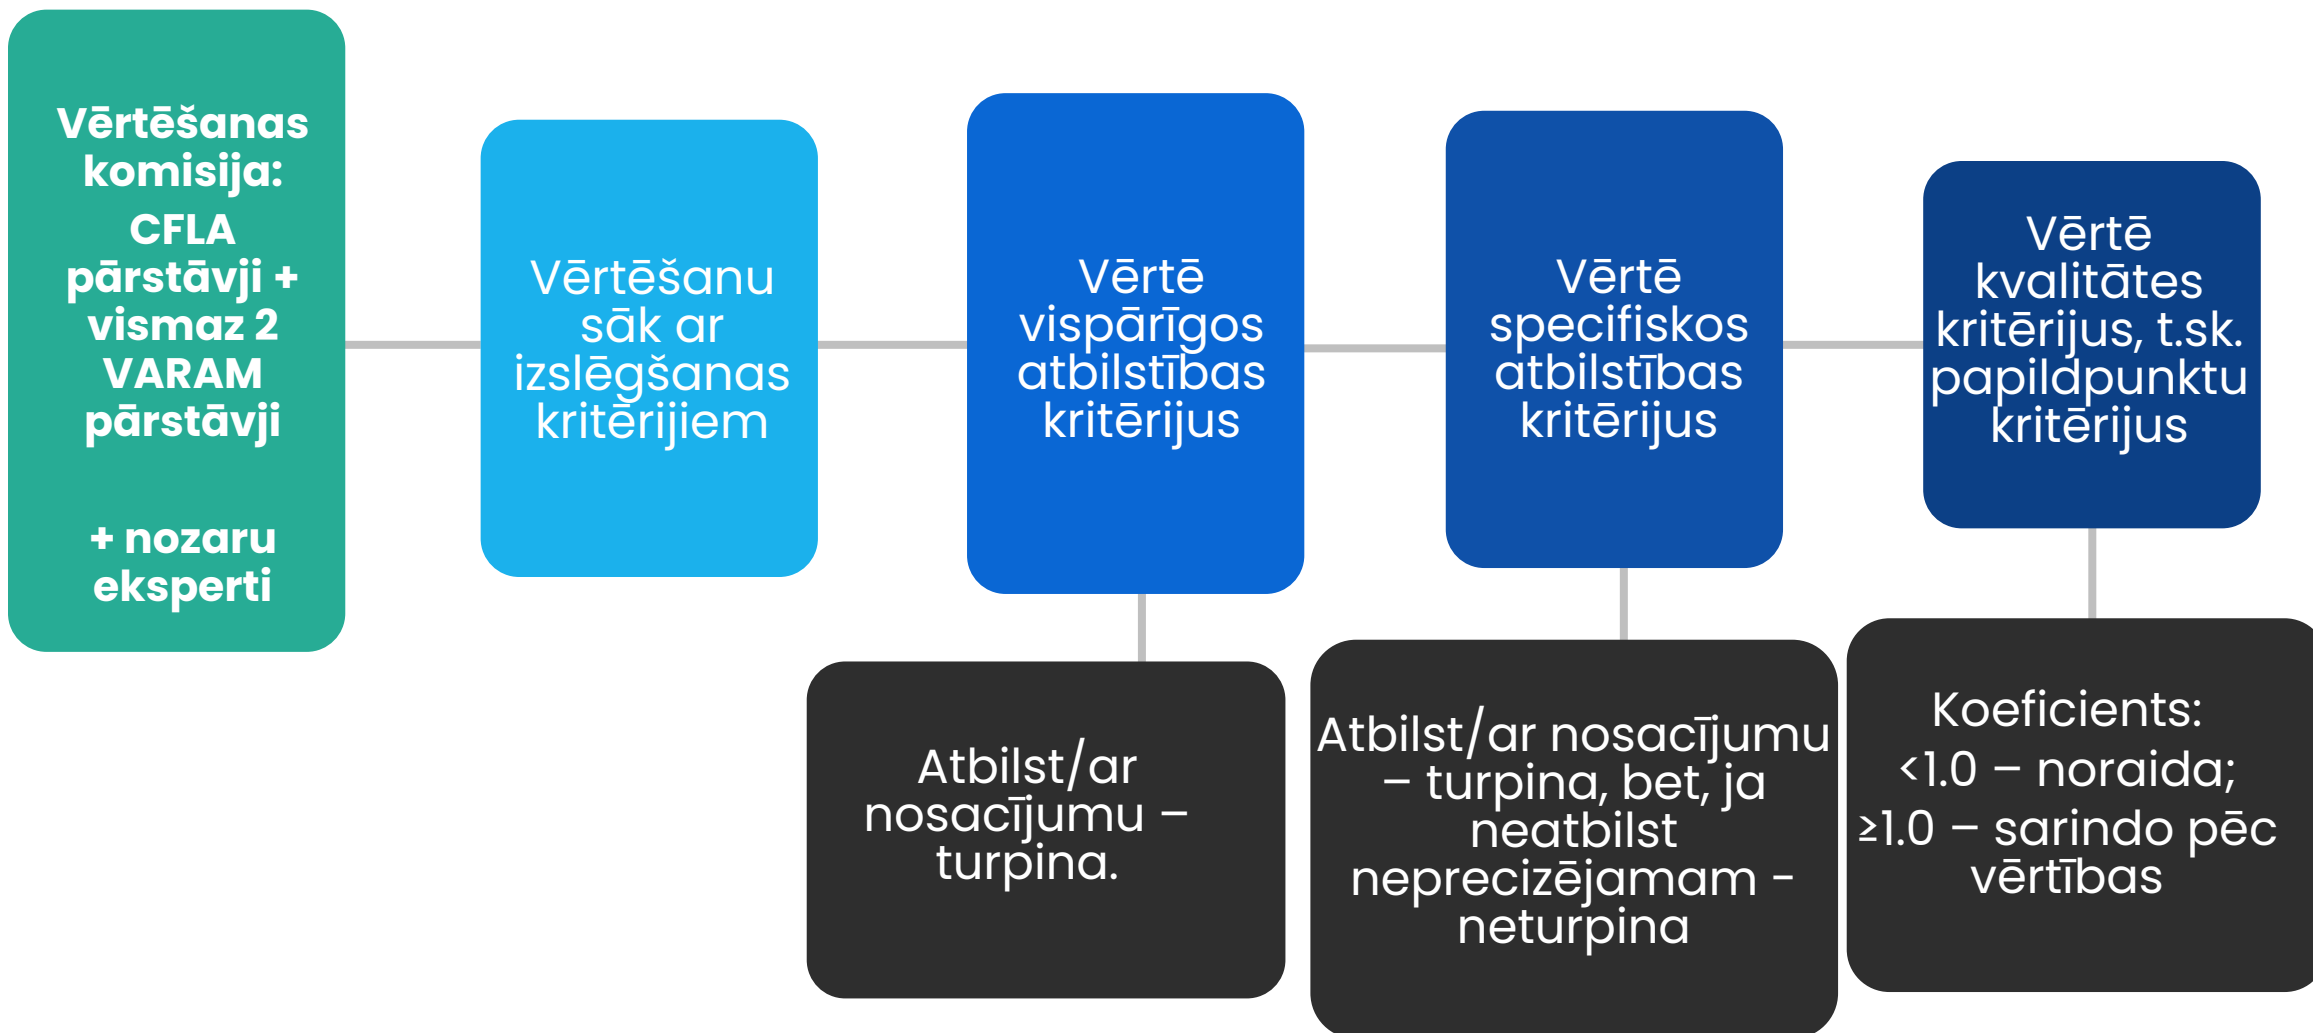 Vērtēšanas
komisija:
CFLA
pārstāvji +
vismaz 2
VARAM
pārstāvji
+ nozaru
eksperti
Vērtēšanu
sāk ar
izslēgšanas
kritērijiem
Vērtē
vispārīgos
atbilstības
kritērijus
Vērtē
specifiskos
atbilstības
kritērijus
Vērtē
kvalitātes
kritērijus, t.sk.
papildpunktu
kritērijus
Atbilst/ar
nosacījumu –
turpina.
Atbilst/ar nosacījumu
– turpina, bet, ja
neatbilst
neprecizējamam -
neturpina
Koeficients:
<1.0 – noraida;
≥1.0 – sarindo pēc
vērtības